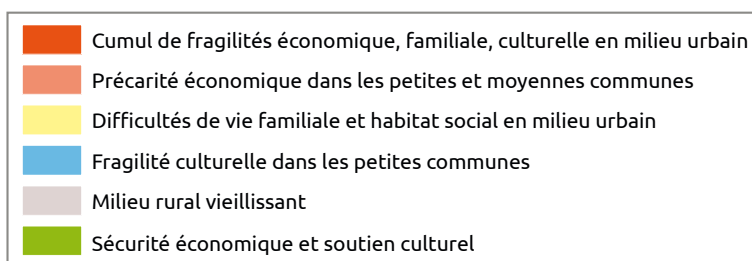 Cumul de fragilités économique, familiale, culturelle en milieu urbain
Précarité économique dans les petites et moyennes communes
Difficultés de vie familiale et habitat social en milieu urbain
Fragilité culturelle dans les petites communes
Milieu rural vieillissant
Sécurité économique et soutien culturel